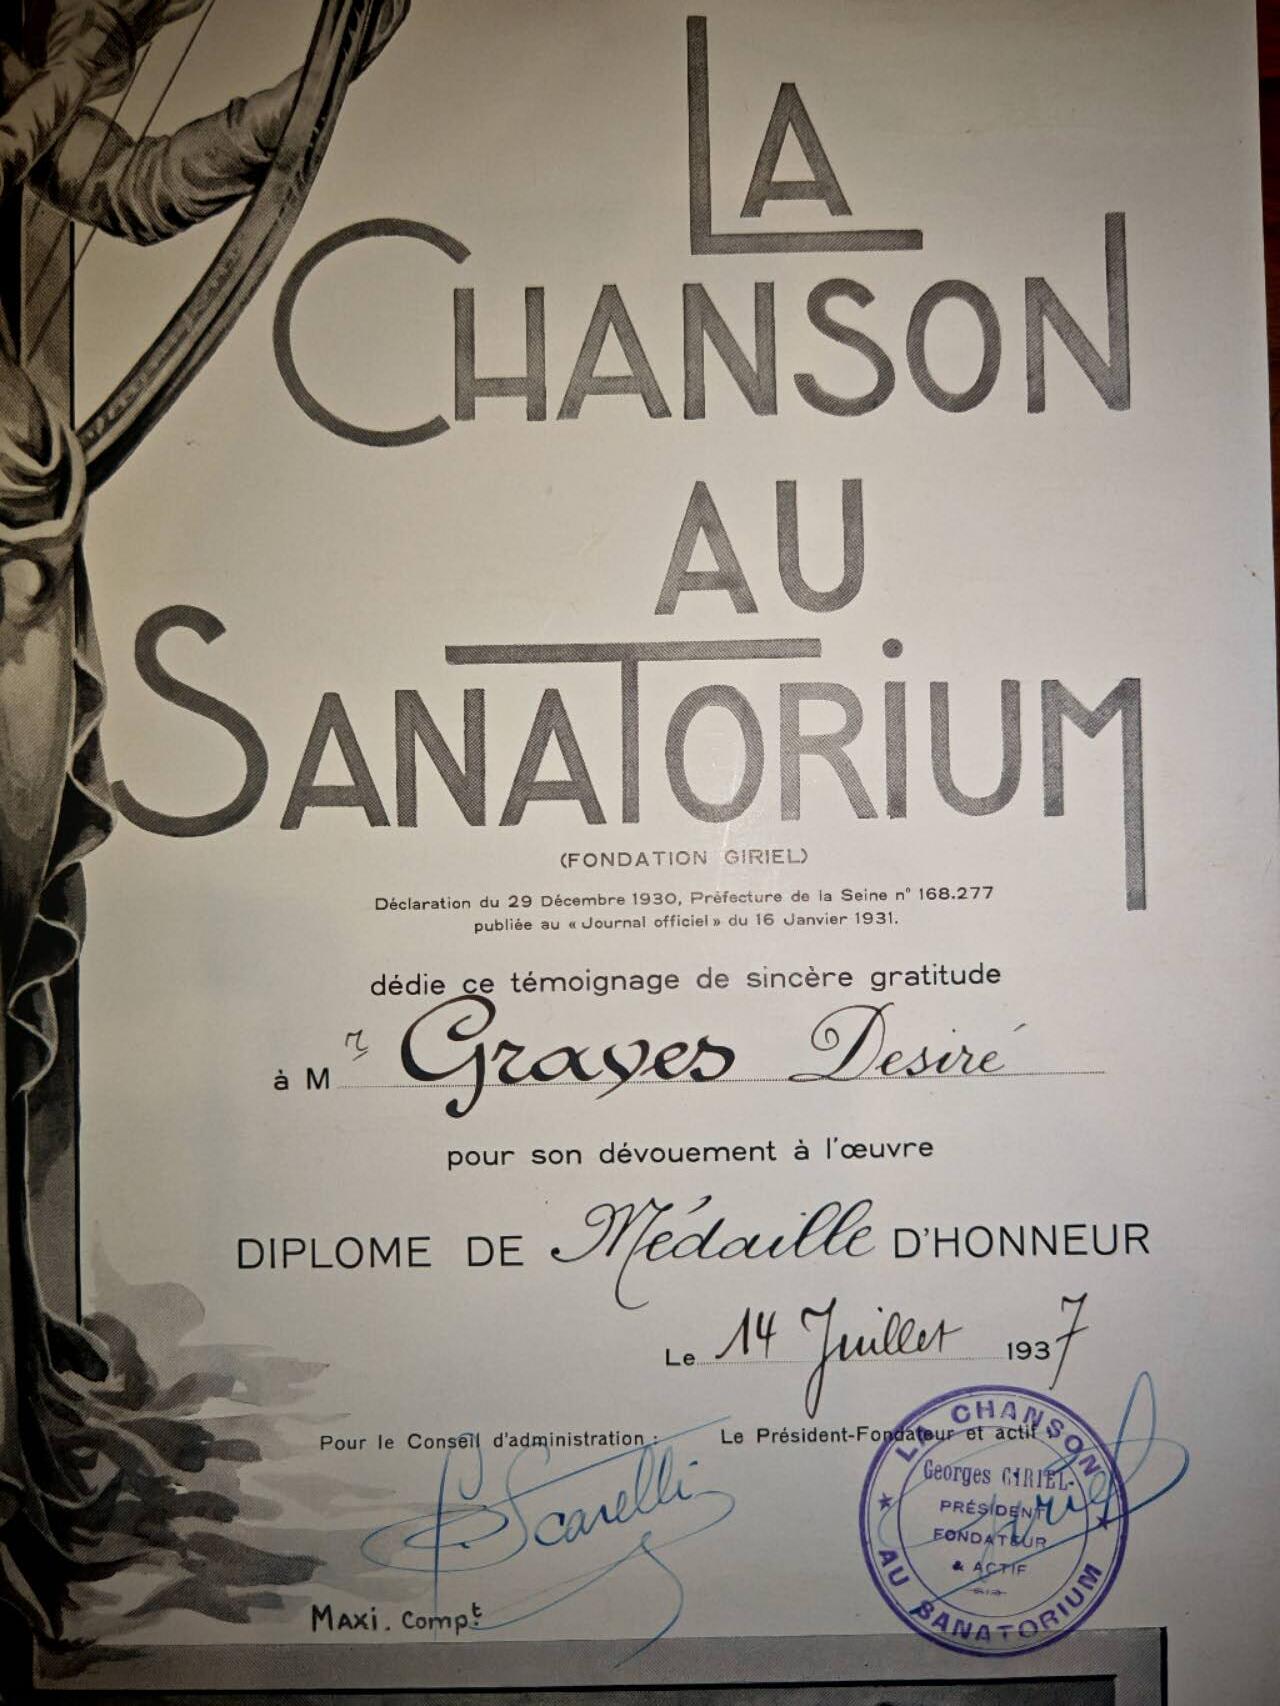 LA
CHANSON
AU
SANATORIUM
(FONDATION GIRIEL)
Déclaration du 29 Décembre 1930, Préfecture de la Seine n° 168.277
publiée au « Journal officiel » du 16 Janvier 1931.
dédie ce témoignage de sincère gratitude
à M r Grayes Desiré
pour son dévouement à l'œuvre
DIPLOME DE Médaille D'HONNEUR
Le 14 Juillet 1937
Pour le Conseil d'administration : Le Président-Fondateur et actif :
LA CHANSON
Georges GIRIEL
PRÉSIDENT
FONDATEUR
& ACTIF
AU SANATORIUM
Maxi. Compt